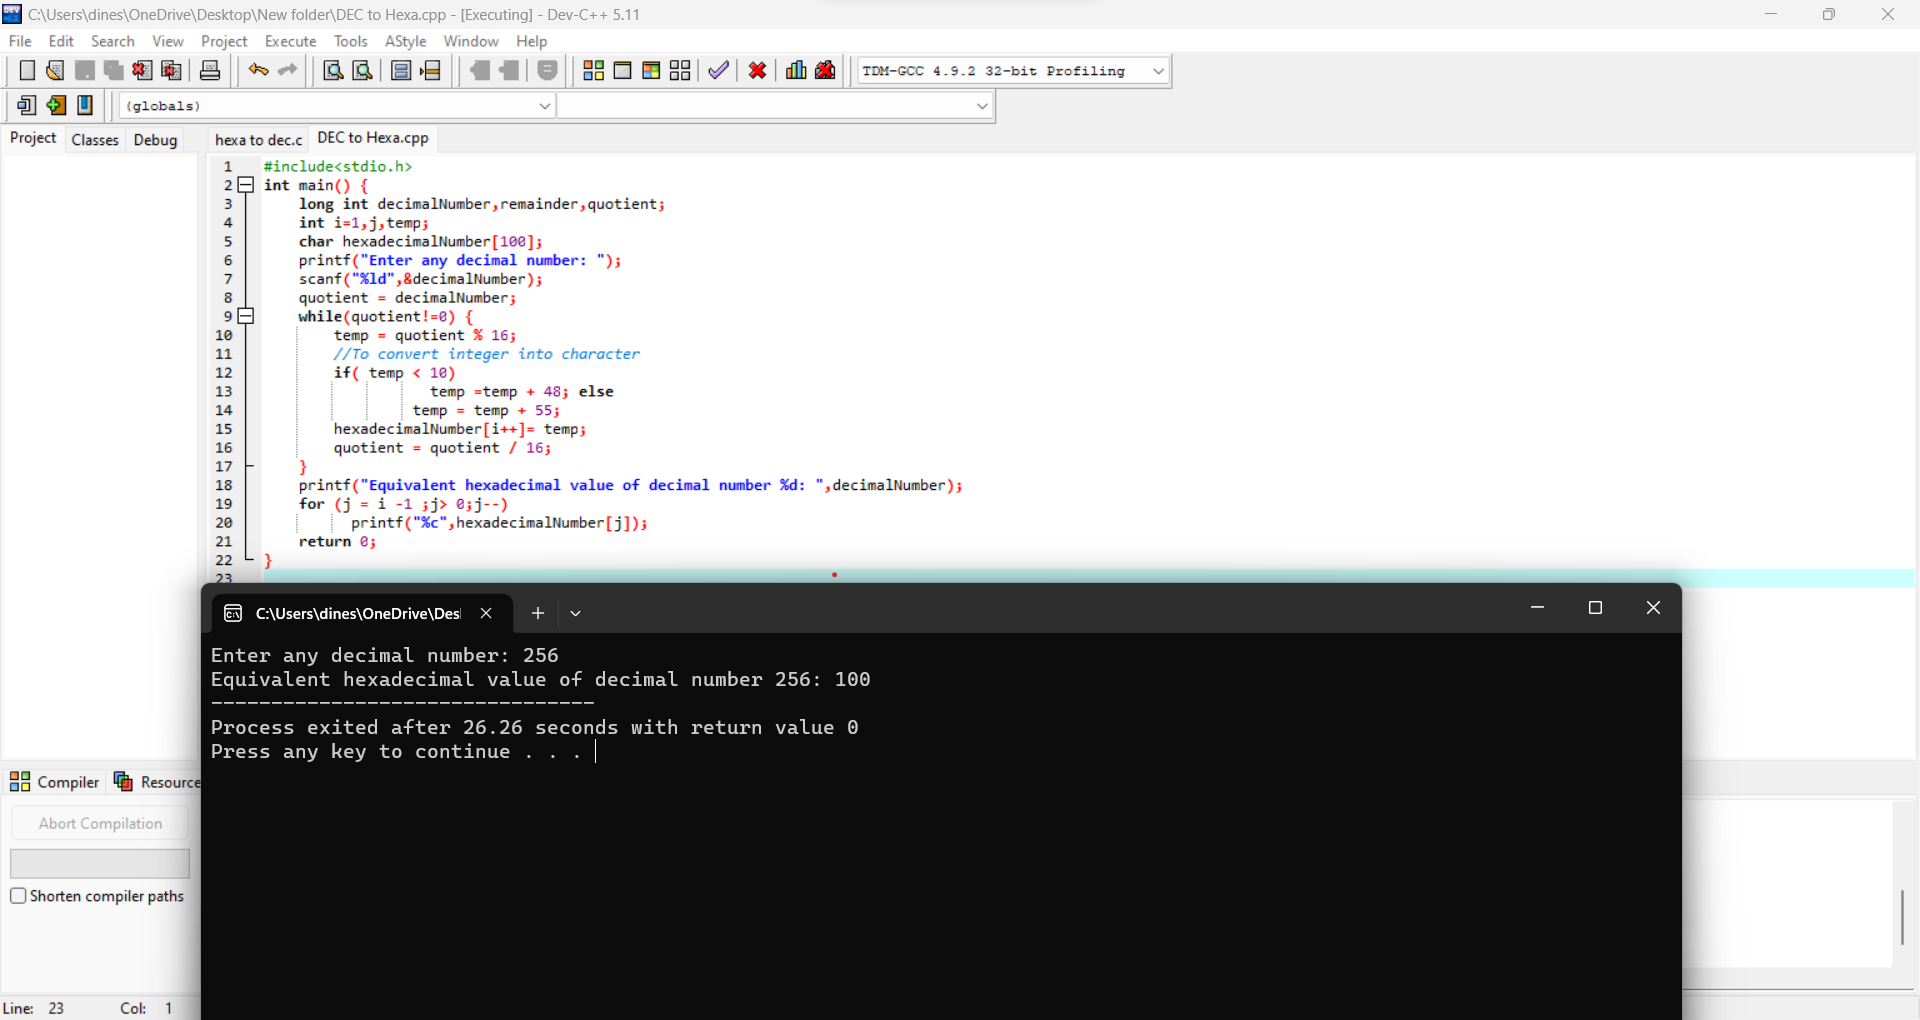 C:\Users\dines\OneDrive\Desktop\New folder\DEC to Hexa.cpp - [Executing] - Dev-C++ 5.11
File Edit Search View Project Execute Tools AStyle Window Help
TDM-GCC 4.9.2 32-bit Profiling
(globals)
Project Classes Debug hexa to dec.c DEC to Hexa.cpp
1 #include<stdio.h>
2 int main() {
3 long int decimalNumber,remainder,quotient;
4 int i=1,j,temp;
5 char hexadecimalNumber[100];
6 printf("Enter any decimal number: ");
7 scanf("%ld",&decimalNumber);
8 quotient = decimalNumber;
9 while(quotient!=0) {
10 temp = quotient % 16;
11 //To convert integer into character
12 if( temp < 10)
13 temp =temp + 48; else
14 temp = temp + 55;
15 hexadecimalNumber[i++]= temp;
16 quotient = quotient / 16;
17 }
18 printf("Equivalent hexadecimal value of decimal number %d: ",decimalNumber);
19 for (j = i -1 ;j> 0;j--)
20 printf("%c",hexadecimalNumber[j]);
21 return 0;
22 }
23
C:\Users\dines\OneDrive\Des
Enter any decimal number: 256
Equivalent hexadecimal value of decimal number 256: 100
--------------------------------
Process exited after 26.26 seconds with return value 0
Press any key to continue . . .
Compiler Resource
Abort Compilation
Shorten compiler paths
Line: 23 Col: 1